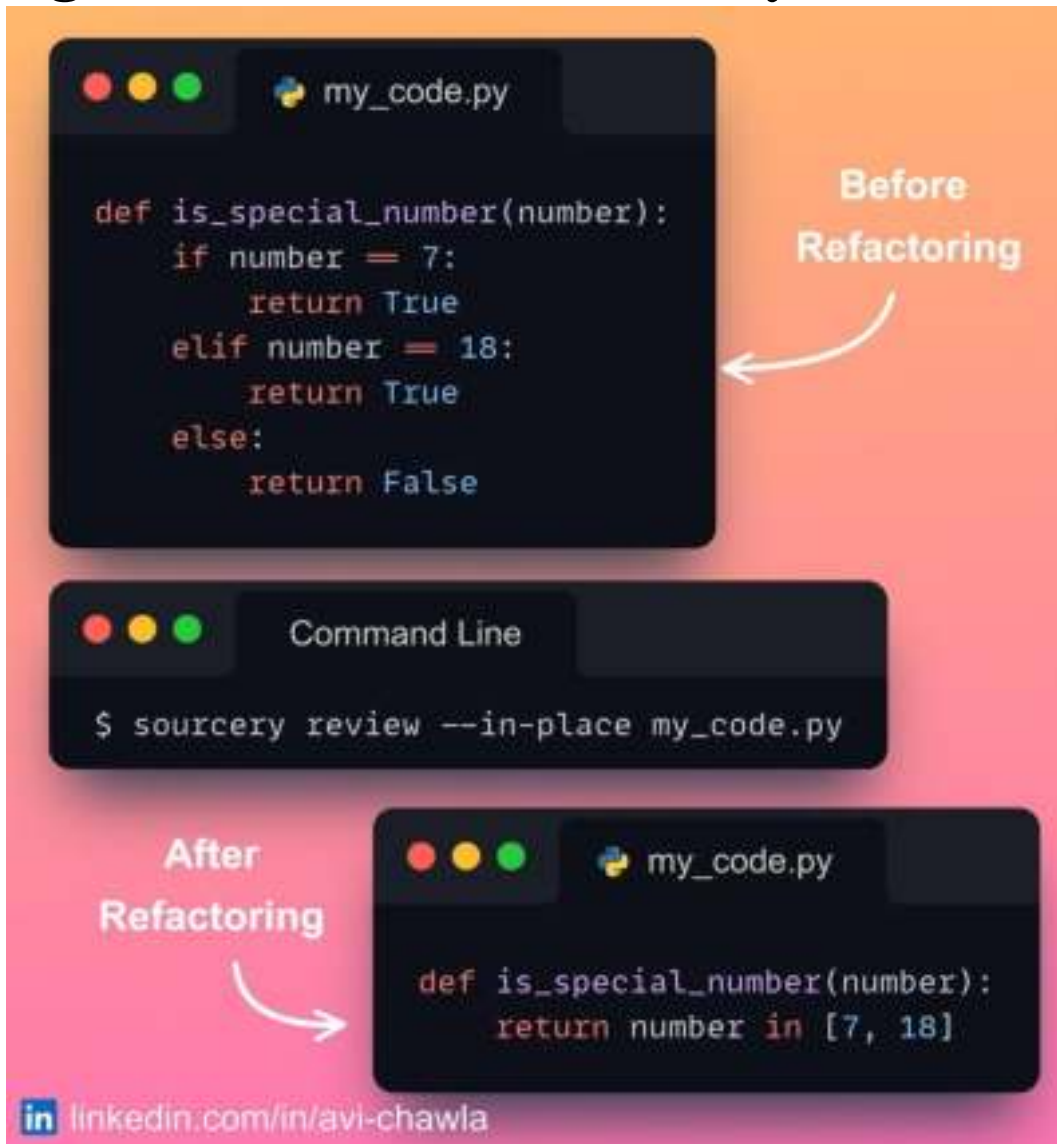 my_code.py
def is_special_number(number):
    if number == 7:
        return True
    elif number == 18:
        return True
    else:
        return False
Before
Refactoring
Command Line
$ sourcery review --in-place my_code.py
After
Refactoring
my_code.py
def is_special_number(number):
    return number in [7, 18]
in linkedin.com/in/avi-chawla